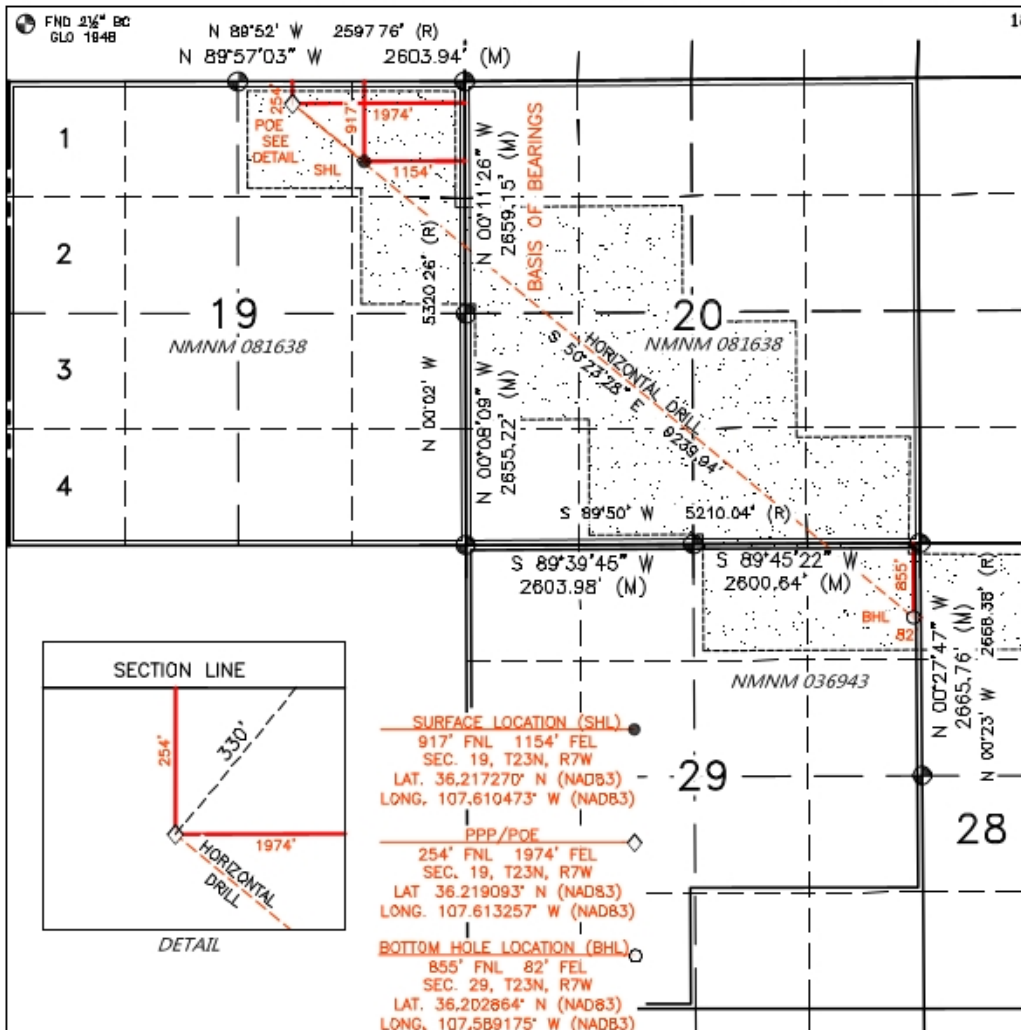 FND 2½" BC
GLO 1948
N 89°52' W 2597.76' (R)
N 89°57'03" W 2603.94' (M)
18
1
2
3
4
254'
917'
1974'
POE
SEE
DETAIL
SHL
1154'
N 00°11'26" W
2659.15' (M)
BASIS OF BEARINGS
5320.26' (R)
N 00°02' W
N 00°08'09" W
2655.22' (M)
19
NMNM 081638
20
NMNM 081638
HORIZONTAL DRILL
S 50°23'28" E
9239.94'
S 89°50' W 5210.04' (R)
S 89°39'45" W
2603.98' (M)
S 89°45'22" W
2600.64' (M)
855'
BHL
82'
N 00°27'47" W
2665.76' (M)
N 00°23' W 2668.38' (R)
NMNM 036943
29
28
SECTION LINE
254'
330'
1974'
HORIZONTAL
DRILL
DETAIL
SURFACE LOCATION (SHL)
917' FNL 1154' FEL
SEC. 19, T23N, R7W
LAT. 36.217270° N (NAD83)
LONG. 107.610473° W (NAD83)
PPP/POE
254' FNL 1974' FEL
SEC. 19, T23N, R7W
LAT 36.219093° N (NAD83)
LONG. 107.613257° W (NAD83)
BOTTOM HOLE LOCATION (BHL)
855' FNL 82' FEL
SEC. 29, T23N, R7W
LAT. 36.202864° N (NAD83)
LONG. 107.589175° W (NAD83)